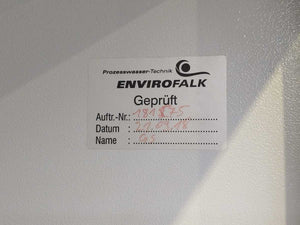 Prozesswasser-Technik
ENVIROFALK
Geprüft
Auftr.-Nr.:
Datum :
Name :